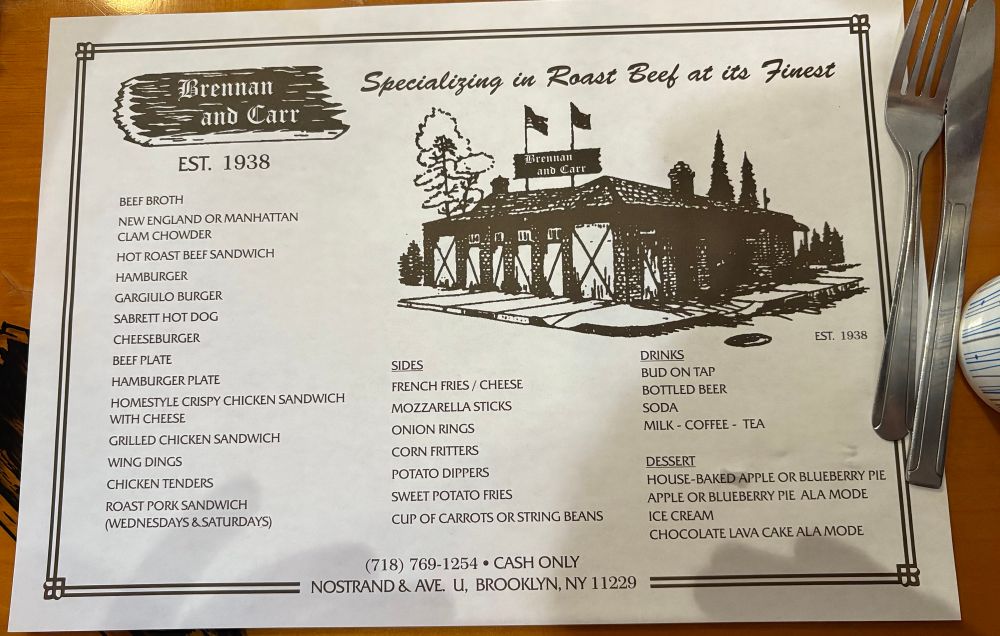 Brennan
and Carr
EST. 1938
Specializing in Roast Beef at its Finest
Brennan
and Carr
EST. 1938
BEEF BROTH
NEW ENGLAND OR MANHATTAN
CLAM CHOWDER
HOT ROAST BEEF SANDWICH
HAMBURGER
GARGIULO BURGER
SABRETT HOT DOG
CHEESEBURGER
BEEF PLATE
HAMBURGER PLATE
HOMESTYLE CRISPY CHICKEN SANDWICH
WITH CHEESE
GRILLED CHICKEN SANDWICH
WING DINGS
CHICKEN TENDERS
ROAST PORK SANDWICH
(WEDNESDAYS & SATURDAYS)
SIDES
FRENCH FRIES / CHEESE
MOZZARELLA STICKS
ONION RINGS
CORN FRITTERS
POTATO DIPPERS
SWEET POTATO FRIES
CUP OF CARROTS OR STRING BEANS
DRINKS
BUD ON TAP
BOTTLED BEER
SODA
MILK - COFFEE - TEA
DESSERT
HOUSE-BAKED APPLE OR BLUEBERRY PIE
APPLE OR BLUEBERRY PIE ALA MODE
ICE CREAM
CHOCOLATE LAVA CAKE ALA MODE
(718) 769-1254 • CASH ONLY
NOSTRAND & AVE. U, BROOKLYN, NY 11229